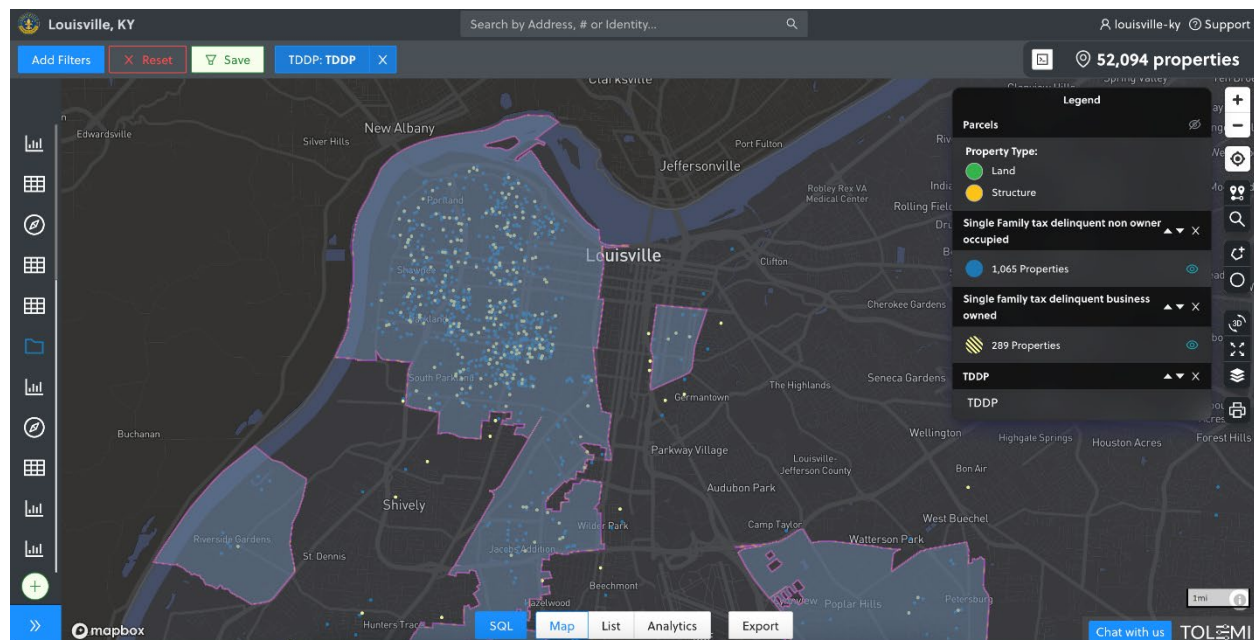 Louisville, KY
Search by Address, # or Identity...
louisville-ky
Support
Add Filters
X Reset
Save
TDDP: TDDP X
52,094 properties
Clarksville
Edwardsville
Silver Hills
New Albany
Port Fulton
Jeffersonville
Robley Rex VA
Medical Center
Portland
Shawnee
Parkland
South Parkland
Louisville
Clifton
Cherokee Gardens
The Highlands
Seneca Gardens
Germantown
Buchanan
Parkway Village
Louisville-
Jefferson County
Wellington
Highgate Springs
Houston Acres
Forest Hills
Bon Air
Audubon Park
Shively
Wilder Park
Camp Taylor
West Buechel
Watterson Park
Riverside Gardens
St. Dennis
Jacobs Addition
Beechmont
Hazelwood
Poplar Hills
Petersburg
Legend
Parcels
Property Type:
Land
Structure
Single Family tax delinquent non owner
occupied
1,065 Properties
Single family tax delinquent business
owned
289 Properties
TDDP
TDDP
3D
1mi
mapbox
SQL
Map
List
Analytics
Export
Chat with us
TOLEMI